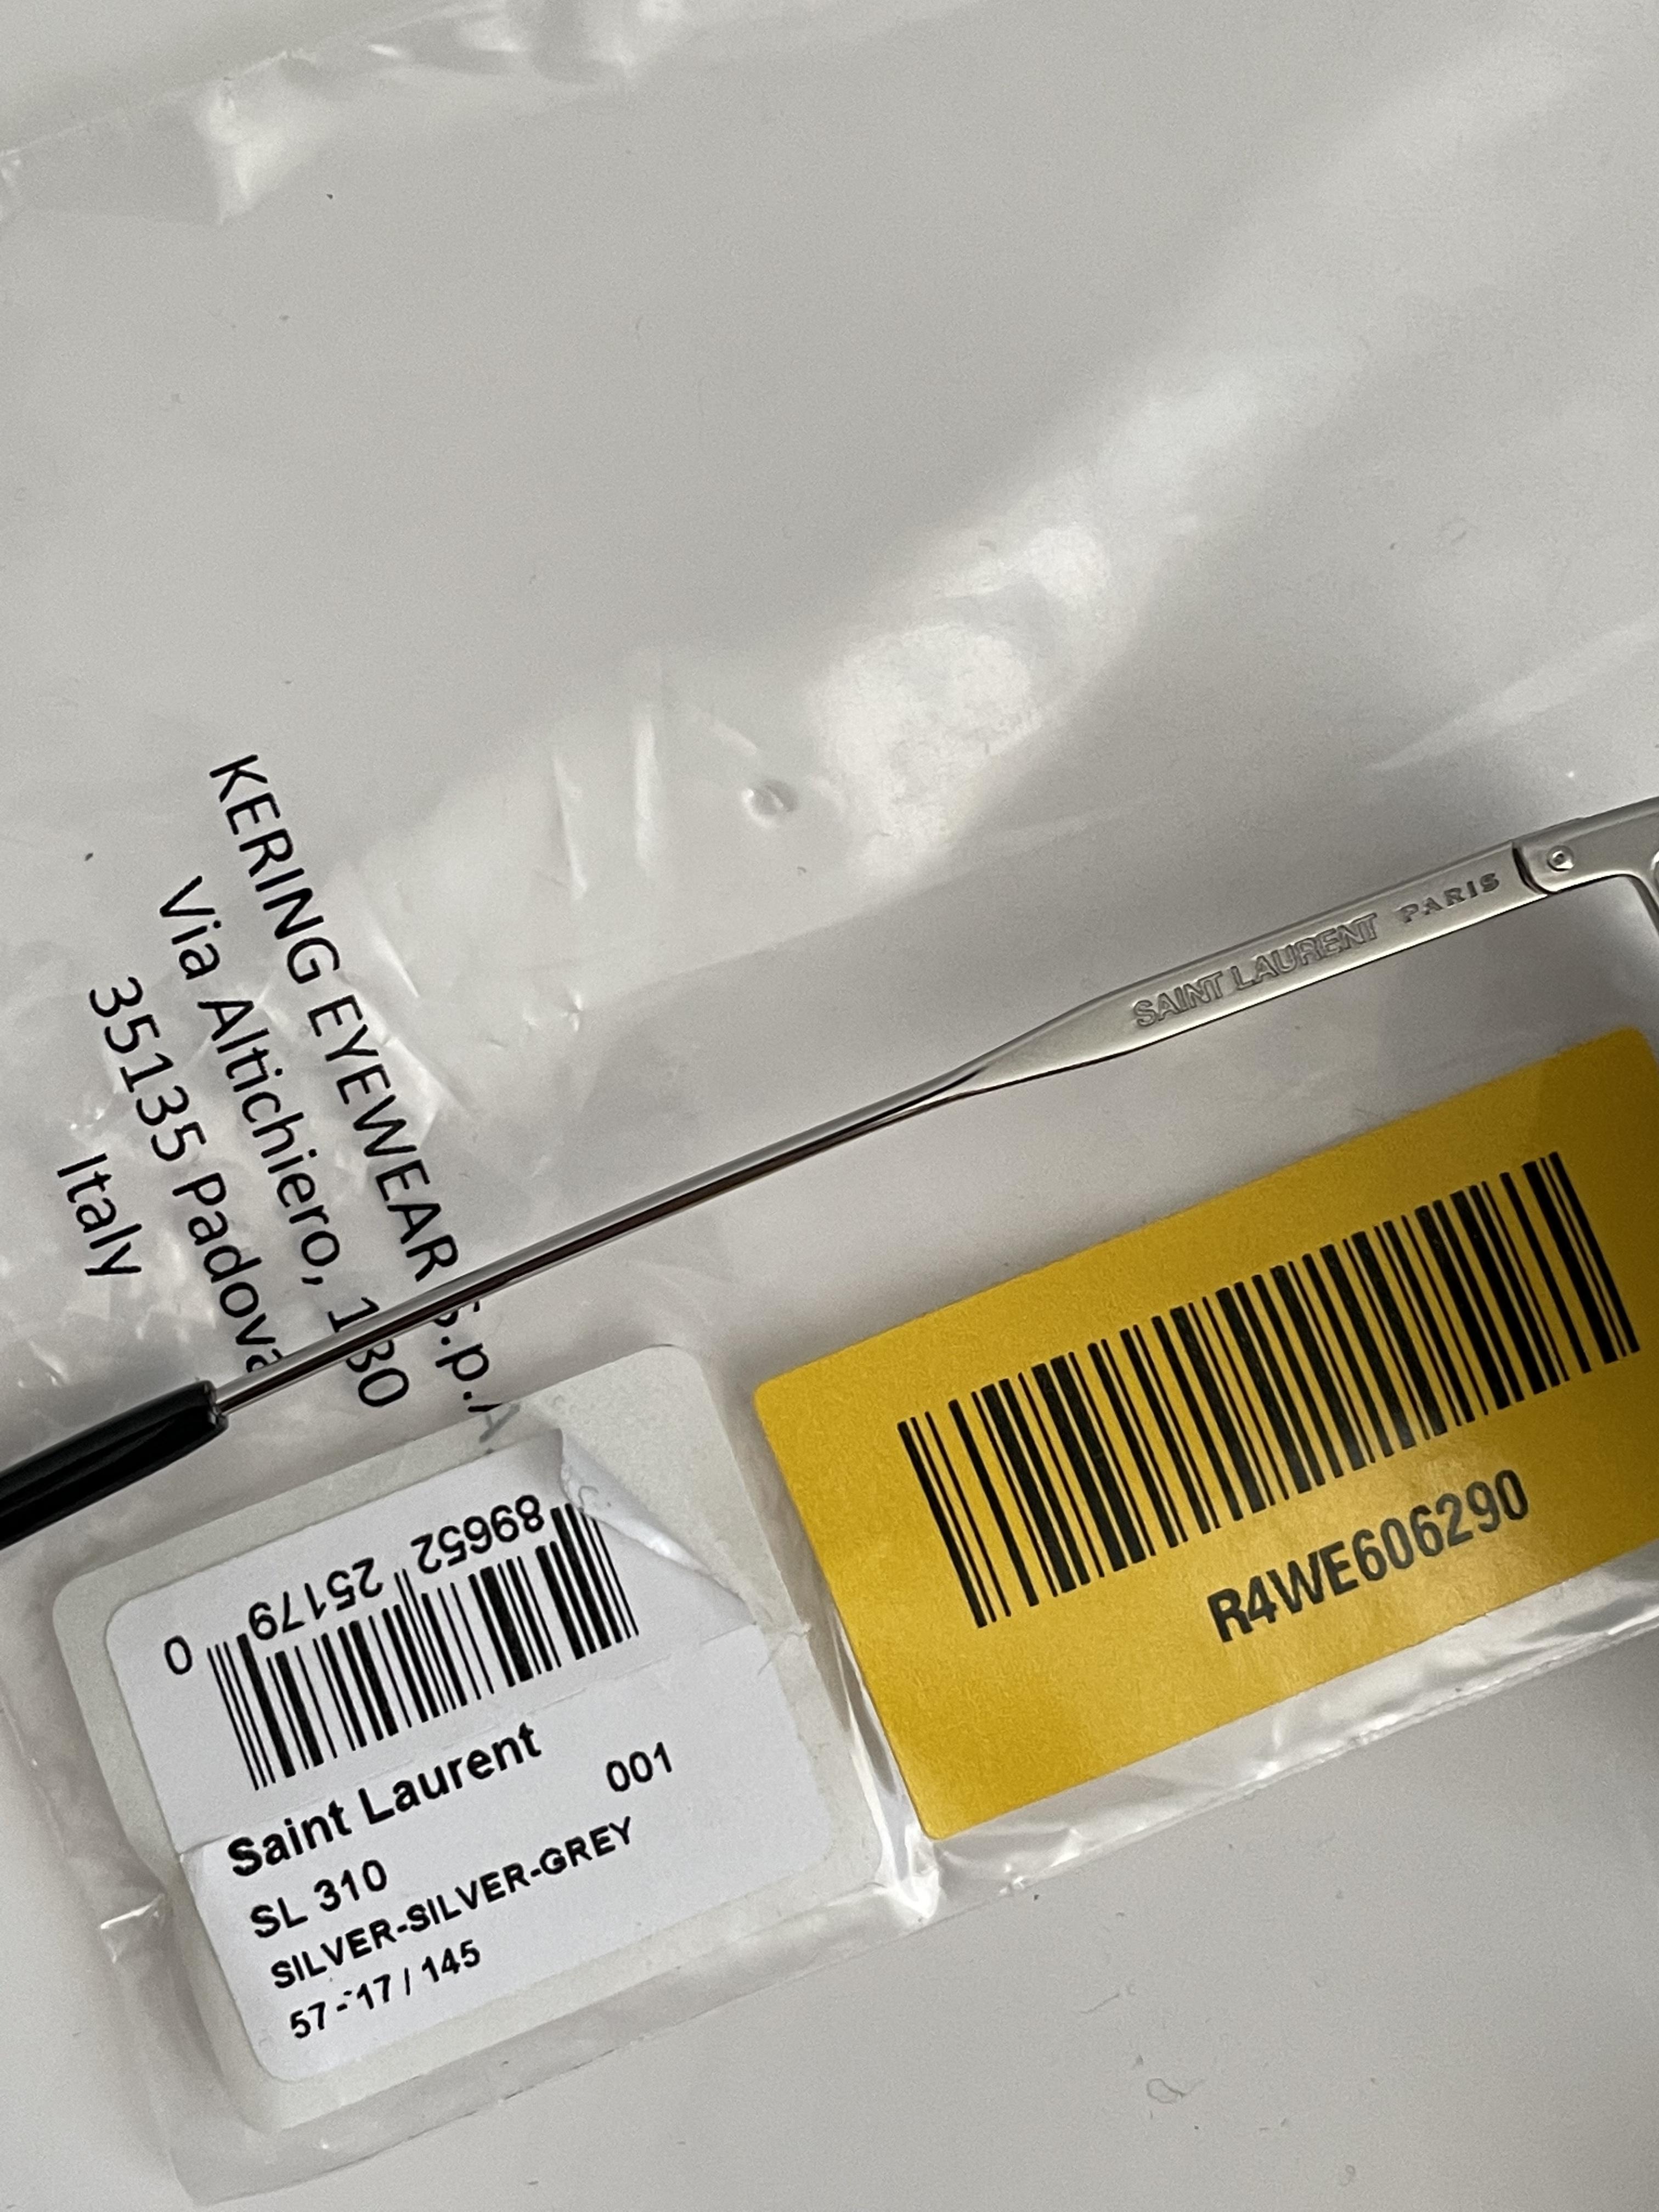 KERING EYEWEAR S.p.A
Via Altichiero, 180
35135 Padova
Italy
SAINT LAURENT PARIS
R4WE606290
89652 25179 0
Saint Laurent
SL 310 001
SILVER-SILVER-GREY
57-17 / 145